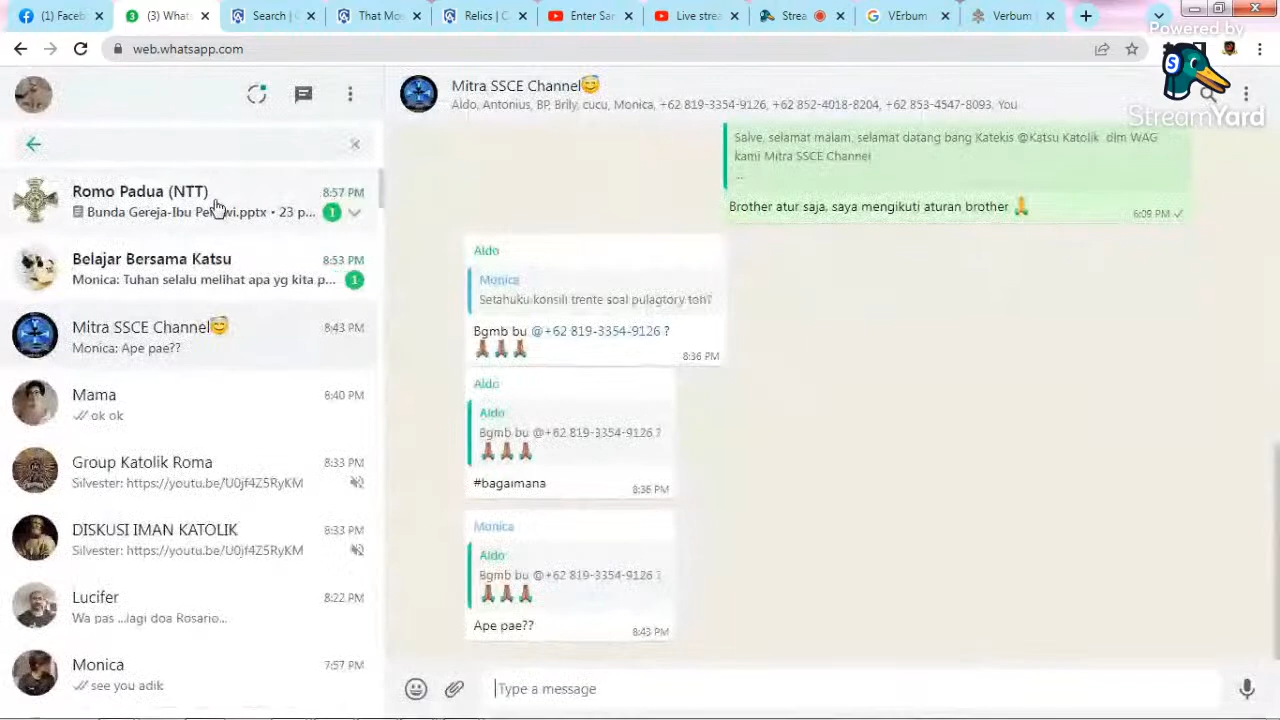 (1) Faceb
(3) Whats
Search | C
That Mos
Relics | Ca
Enter San
Live strea
Strea
VErbum
Verbum
web.whatsapp.com
Powered by
StreamYard
Romo Padua (NTT)
8:57 PM
Bunda Gereja-Ibu Pe wi.pptx • 23 p...
1
Belajar Bersama Katsu
8:53 PM
Monica: Tuhan selalu melihat apa yg kita p...
1
Mitra SSCE Channel😇
8:43 PM
Monica: Ape pae??
Mama
8:40 PM
ok ok
Group Katolik Roma
8:33 PM
Silvester: https://youtu.be/U0jf4Z5RyKM
DISKUSI IMAN KATOLIK
8:33 PM
Silvester: https://youtu.be/U0jf4Z5RyKM
Lucifer
8:22 PM
Wa pas ...lagi doa Rosario...
Monica
7:57 PM
see you adik
Mitra SSCE Channel😇
Aldo, Antonius, BP, Brily, cucu, Monica, +62 819-3354-9126, +62 852-4018-8204, +62 853-4547-8093, You
Salve, selamat malam, selamat datang bang Katekis @Katsu Katolik dlm WAG
kami Mitra SSCE Channel
...
Brother atur saja, saya mengikuti aturan brother 🙏
6:09 PM
Aldo
Monica
Setahuku konsili trente soal pulagtory toh?
Bgmb bu @+62 819-3354-9126 ?
🙏🏾🙏🏾🙏🏾
8:36 PM
Aldo
Aldo
Bgmb bu @+62 819-3354-9126 ?
🙏🏾🙏🏾🙏🏾
#bagaimana
8:36 PM
Monica
Aldo
Bgmb bu @+62 819-3354-9126 ?
🙏🏾🙏🏾🙏🏾
Ape pae??
8:43 PM
Type a message